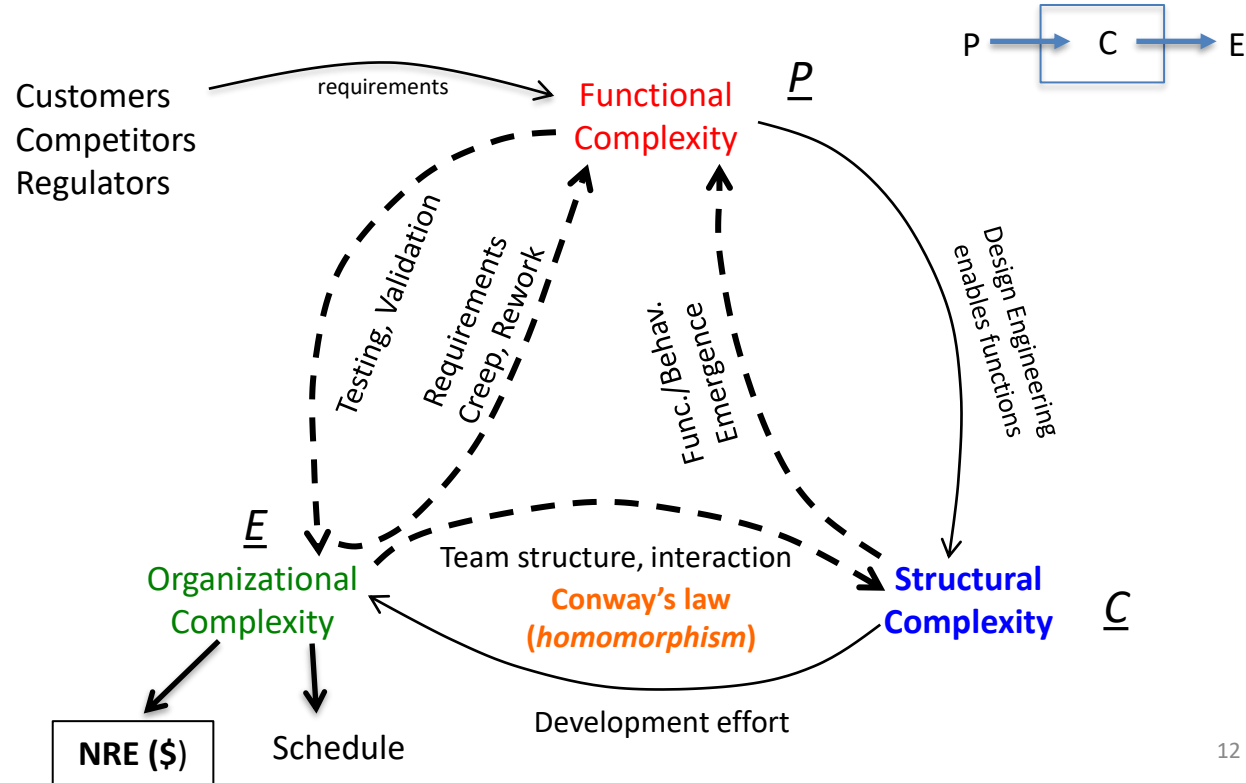 P
C
E
Customers
Competitors
Regulators
requirements
Functional
Complexity
P
Testing, Validation
Requirements
Creep, Rework
Func./Behav.
Emergence
Design Engineering
enables functions
E
Organizational
Complexity
Team structure, interaction
Conway’s law
(homomorphism)
Structural
Complexity
C
Development effort
NRE ($)
Schedule
12